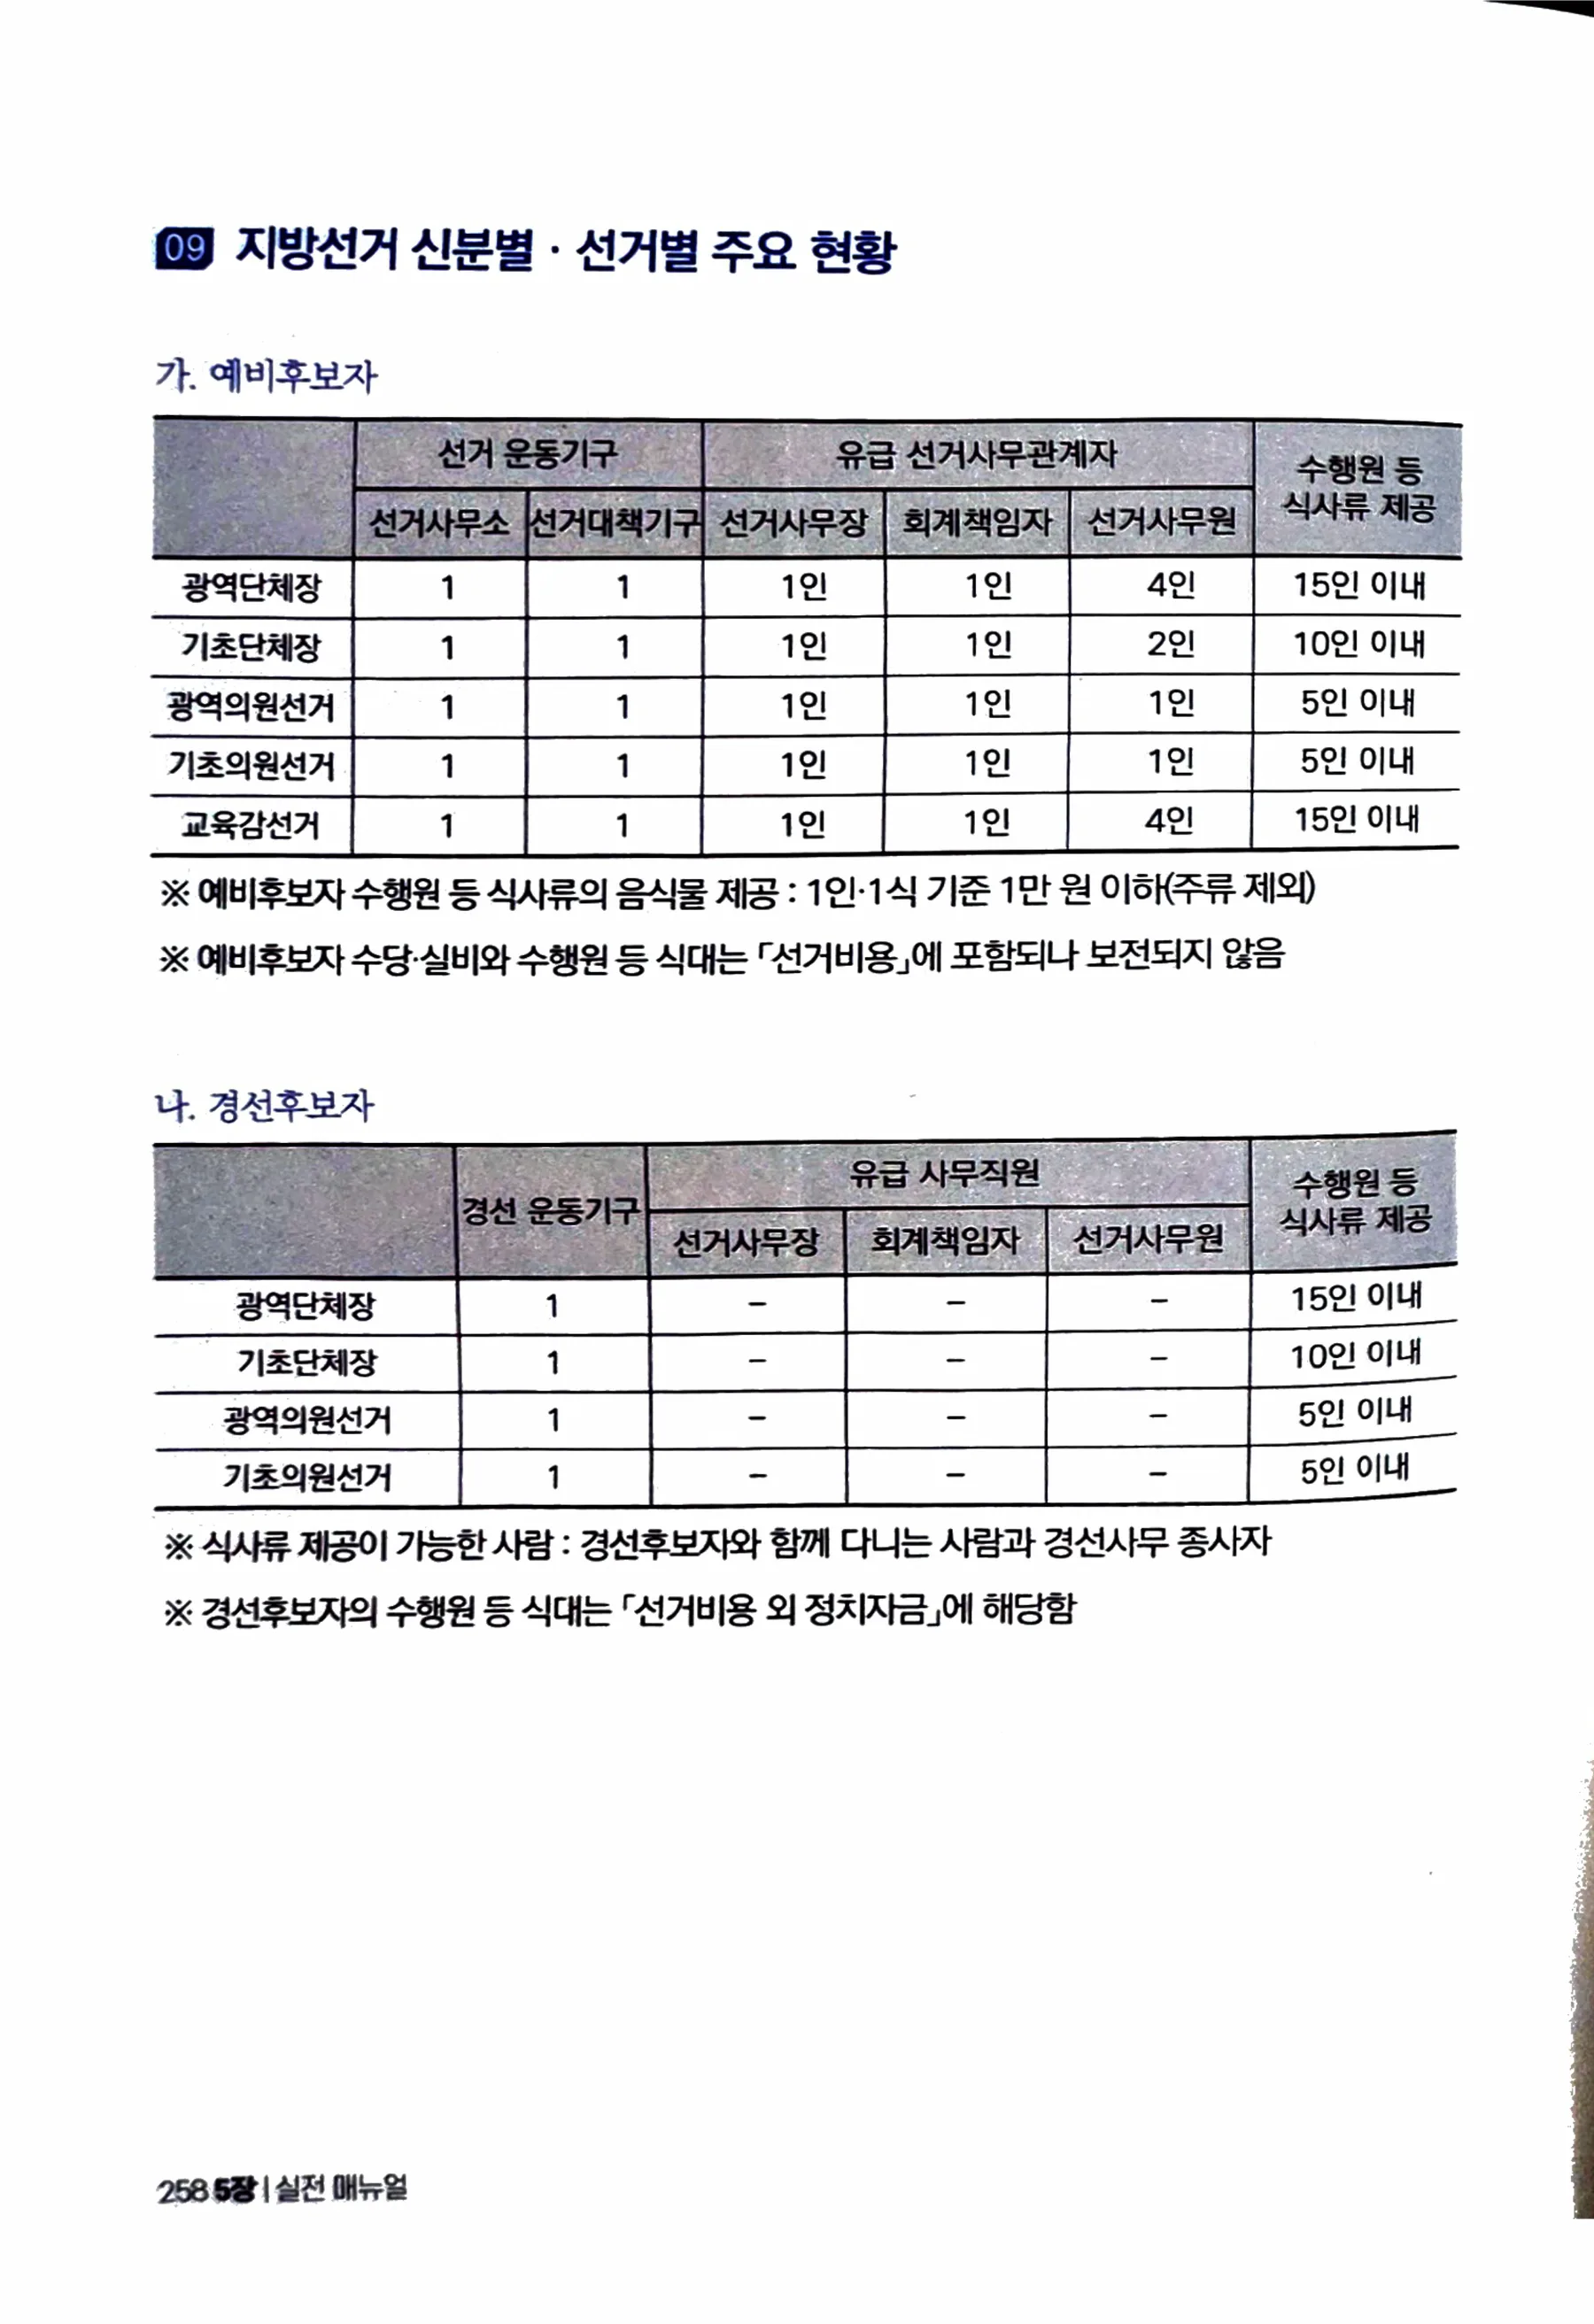 09 지방선거 신분별 · 선거별 주요 현황
가. 예비후보자
선거 운동기구 유급 선거사무관계자 수행원 등 식사류 제공
선거사무소 선거대책기구 선거사무장 회계책임자 선거사무원
광역단체장 1 1 1인 1인 4인 15인 이내
기초단체장 1 1 1인 1인 2인 10인 이내
광역의원선거 1 1 1인 1인 1인 5인 이내
기초의원선거 1 1 1인 1인 1인 5인 이내
교육감선거 1 1 1인 1인 4인 15인 이내
※ 예비후보자 수행원 등 식사류의 음식물 제공 : 1인·1식 기준 1만 원 이하(주류 제외)
※ 예비후보자 수당·실비와 수행원 등 식대는 「선거비용」에 포함되나 보전되지 않음
나. 경선후보자
경선 운동기구 유급 사무직원 수행원 등 식사류 제공
선거사무장 회계책임자 선거사무원
광역단체장 1 – – – 15인 이내
기초단체장 1 – – – 10인 이내
광역의원선거 1 – – – 5인 이내
기초의원선거 1 – – – 5인 이내
※ 식사류 제공이 가능한 사람 : 경선후보자와 함께 다니는 사람과 경선사무 종사자
※ 경선후보자의 수행원 등 식대는 「선거비용 외 정치자금」에 해당함
258 5장 | 실전 매뉴얼